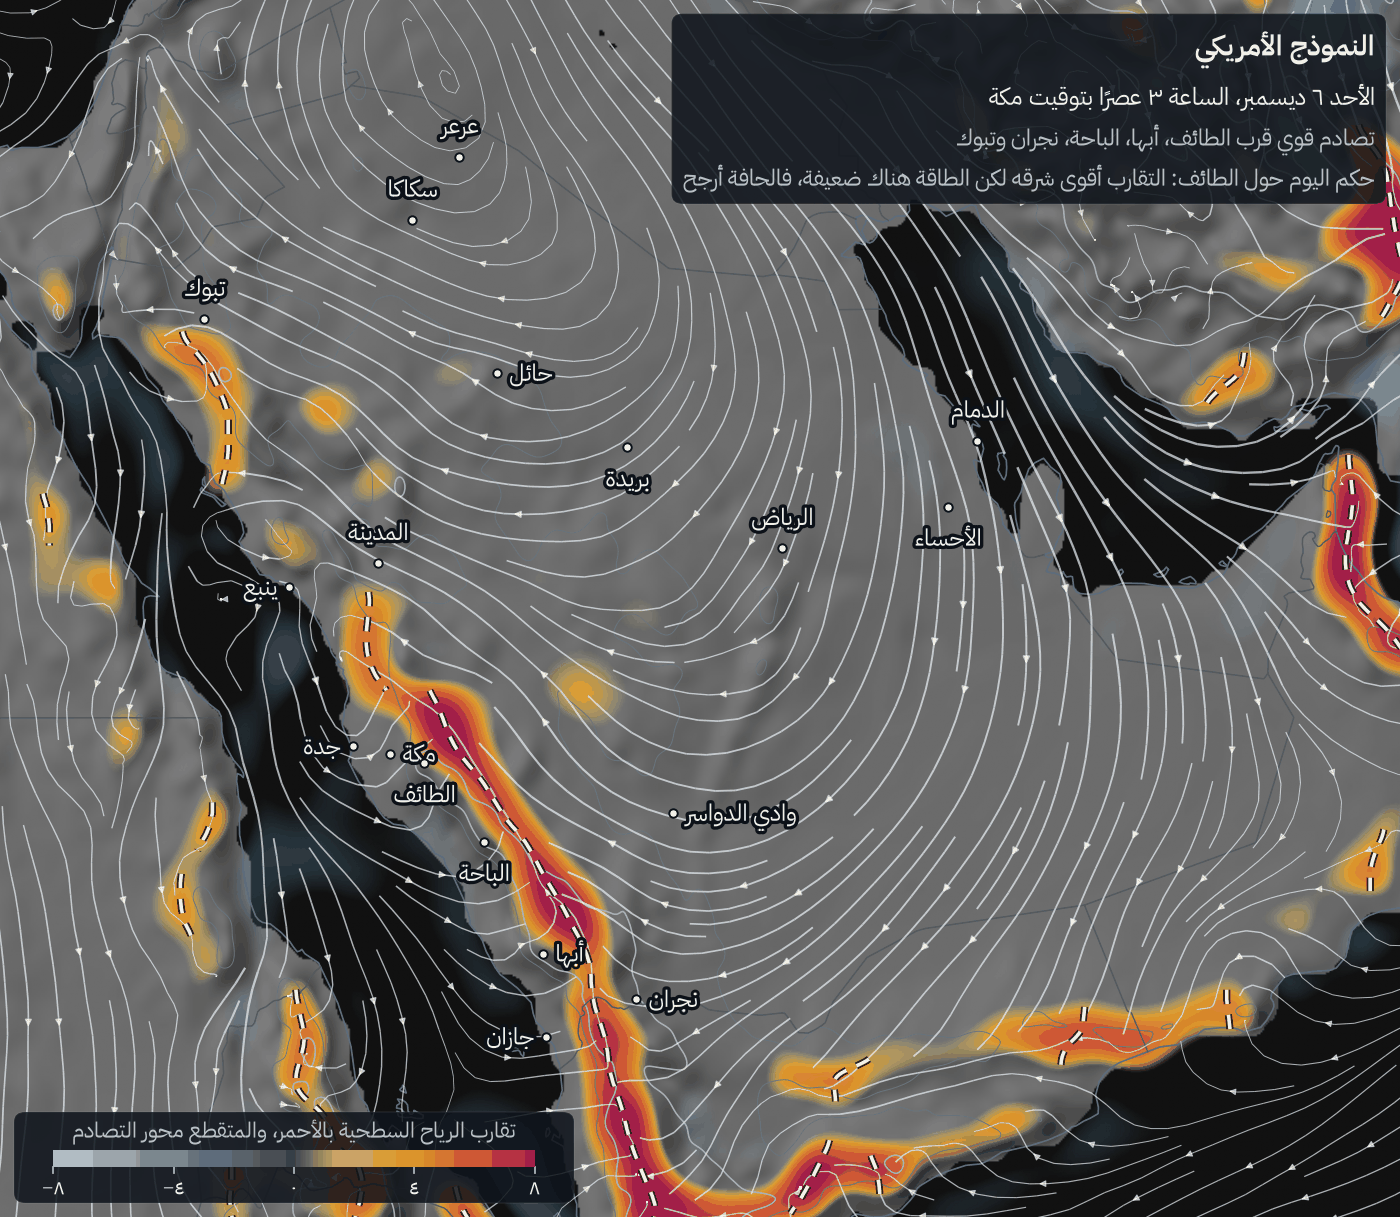 النموذج الأمريكي
الأحد ٦ ديسمبر، الساعة ٣ عصرًا بتوقيت مكة
تصادم قوي قرب الطائف، أبها، الباحة، نجران وتبوك
حكم اليوم حول الطائف: التقارب أقوى شرقه لكن الطاقة هناك ضعيفة، فالحافة أرجح
عرعر
سكاكا
تبوك
حائل
الدمام
بريدة
الرياض
المدينة
الأحساء
ينبع
جدة
مكة
الطائف
وادي الدواسر
الباحة
أبها
نجران
جازان
تقارب الرياح السطحية بالأحمر، والمتقطع محور التصادم
−٨ −٤ ٠ ٤ ٨